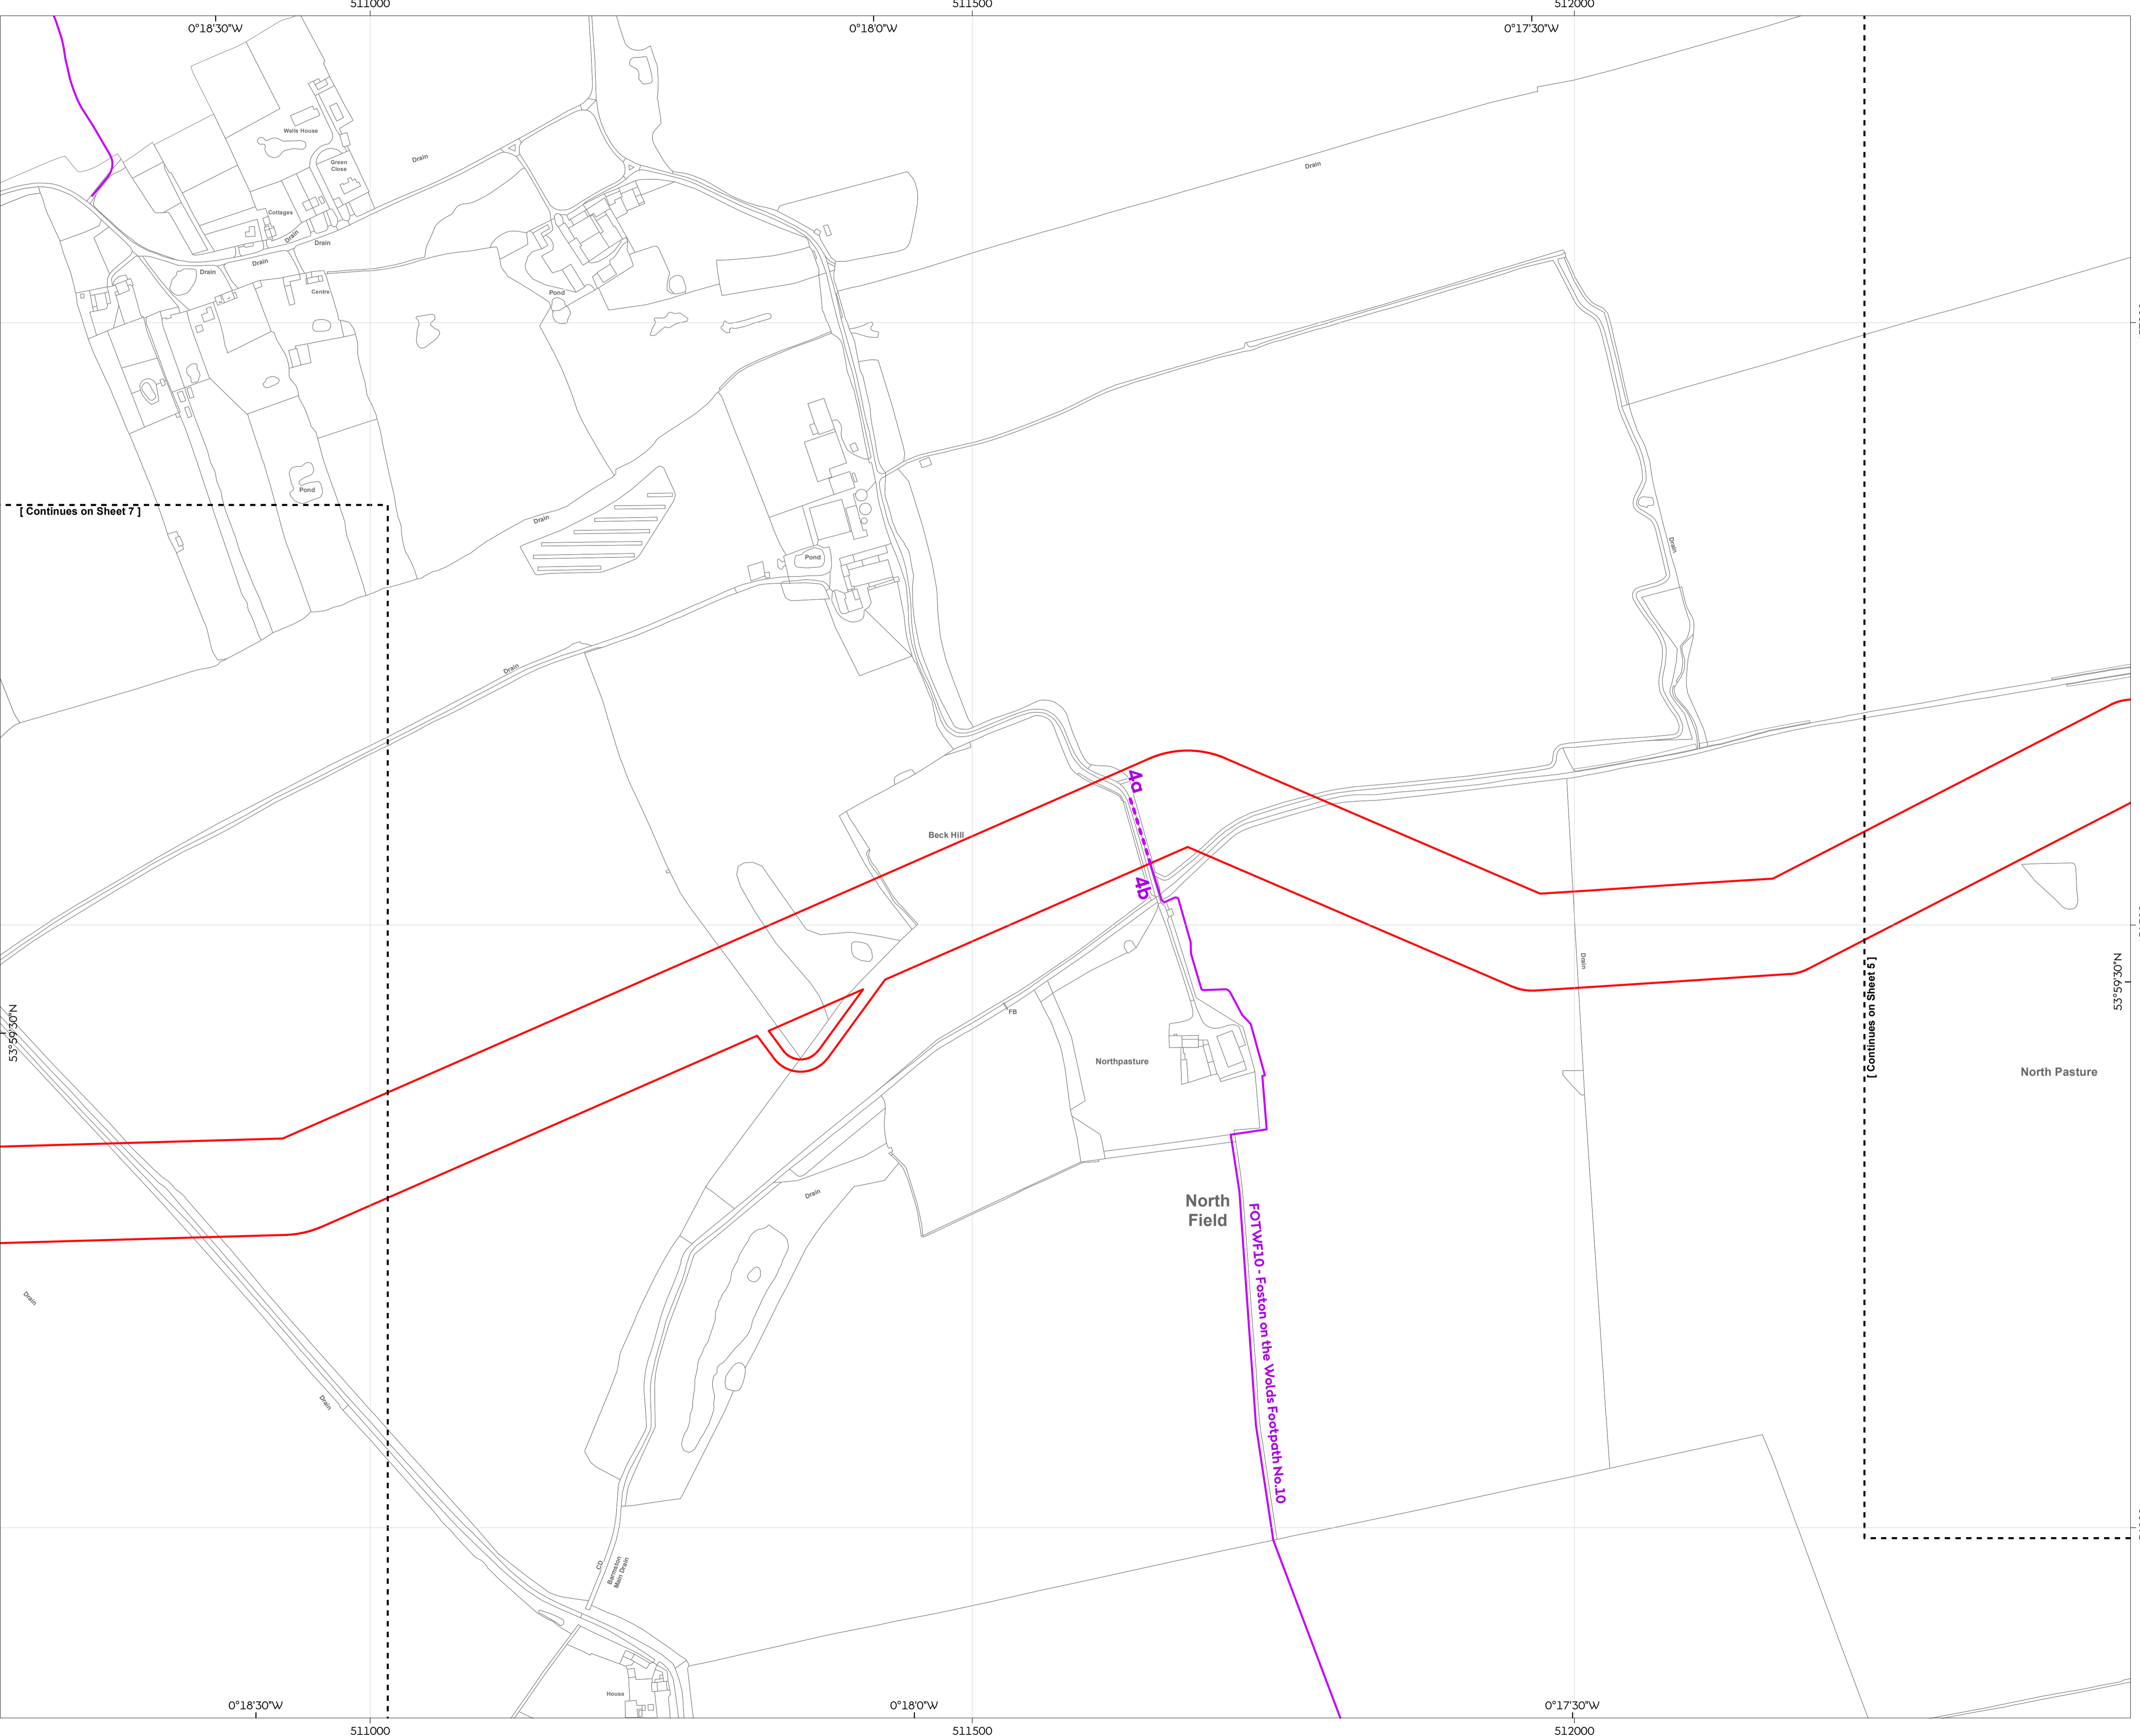 511000
511500
512000
0°18'30"W
0°18'0"W
0°17'30"W
Wells House
Green
Close
Drain
Drain
Cottages
Drain
Drain
Drain
Drain
Centre
Pond
Pond
[ Continues on Sheet 7 ]
Drain
Drain
Pond
Drain
4a
Beck Hill
4b
Drain
[ Continues on Sheet 5 ]
53°59'30"N
53°59'30"N
FB
Northpasture
North Pasture
Drain
North
Field
FOTWF10 - Foston on the Wolds Footpath No.10
Drain
Drain
CD
Barmston
Main Drain
House
0°18'30"W
0°18'0"W
0°17'30"W
511000
511500
512000